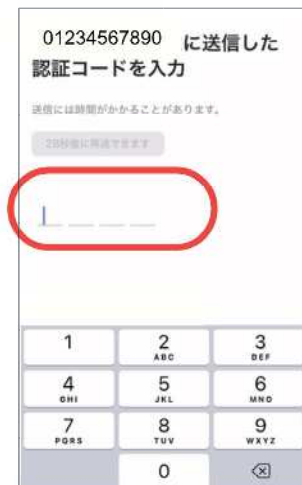 01234567890 に送信した
認証コードを入力
送信には時間がかかることがあります。
28秒後に再送できます
1 2 3
ABC DEF
4 5 6
GHI JKL MNO
7 8 9
PQRS TUV WXYZ
0